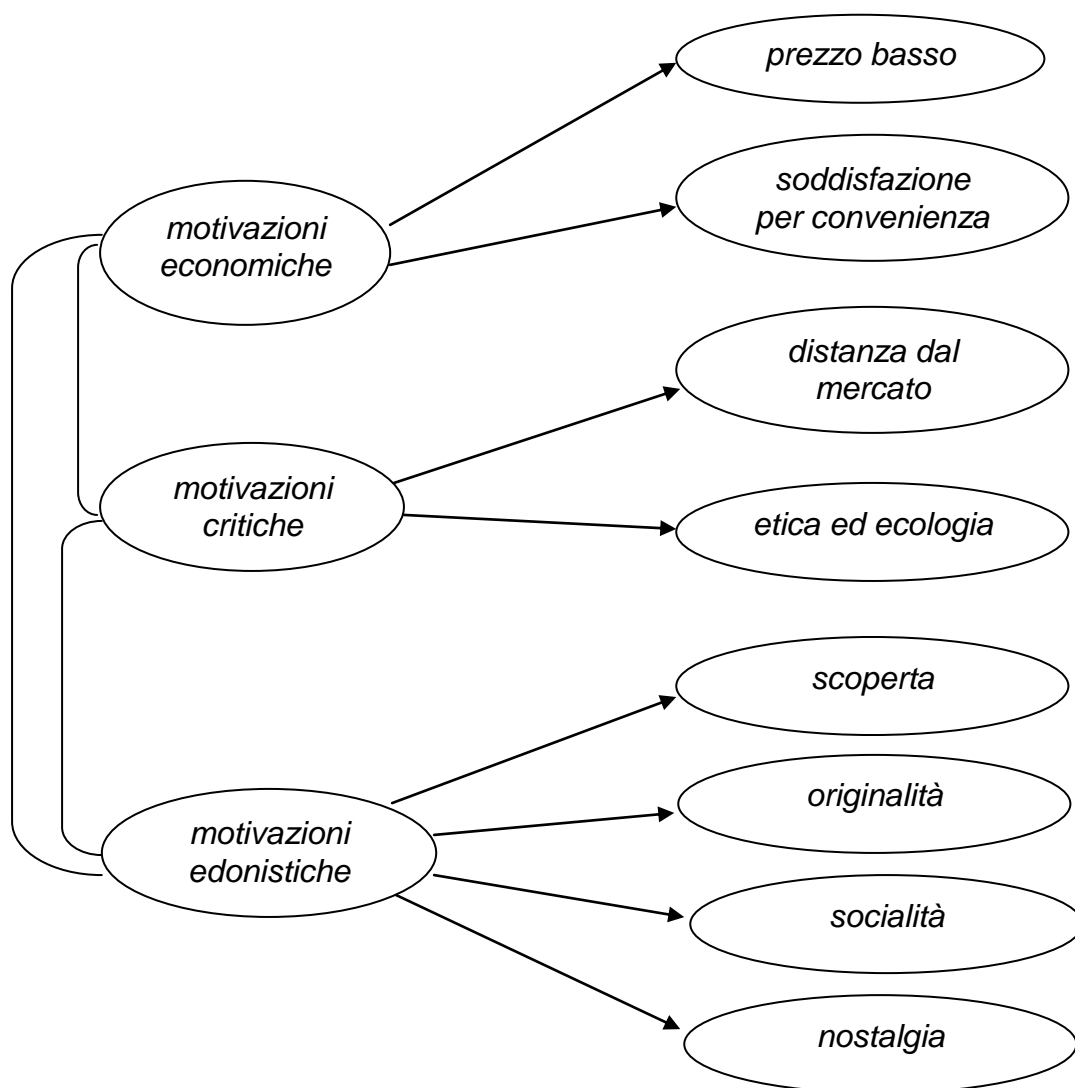 prezzo basso
soddisfazione
per convenienza
motivazioni
economiche
distanza dal
mercato
motivazioni
critiche
etica ed ecologia
scoperta
originalità
motivazioni
edonistiche
socialità
nostalgia